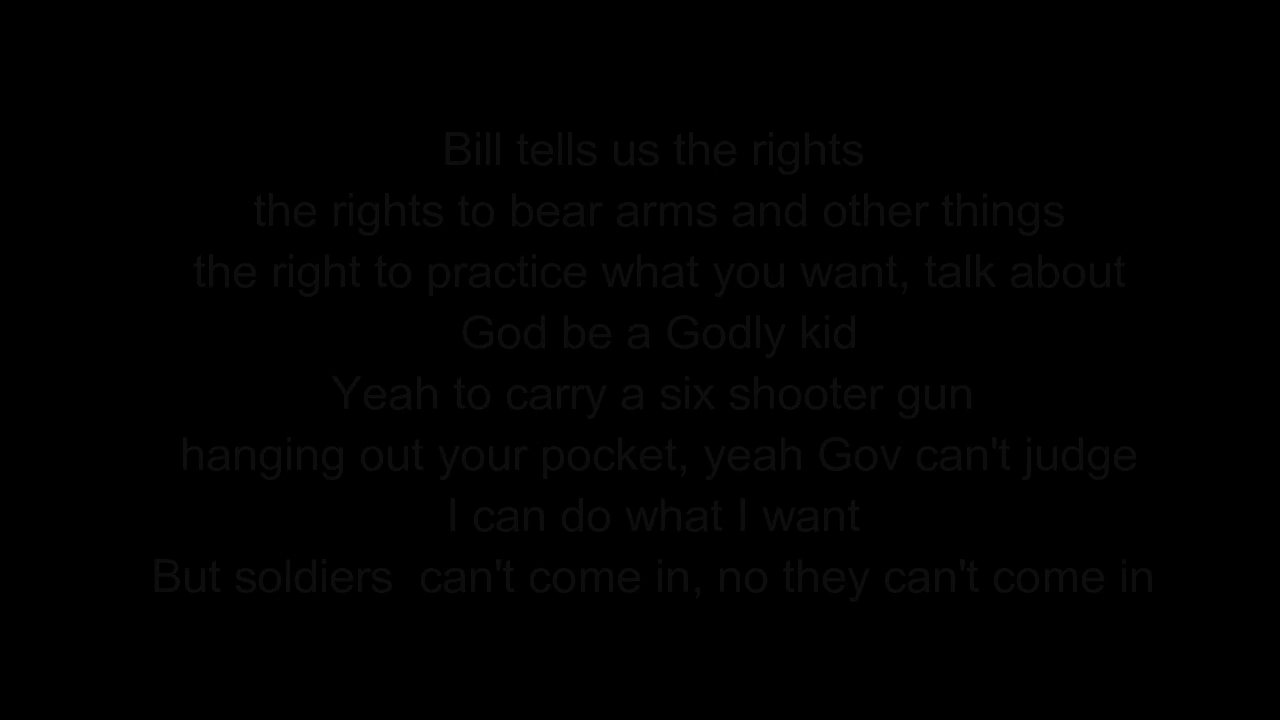 Bill tells us the rights
the rights to bear arms and other things
the right to practice what you want, talk about
God be a Godly kid
Yeah to carry a six shooter gun
hanging out your pocket, yeah Gov can't judge
I can do what I want
But soldiers  can't come in, no they can't come in